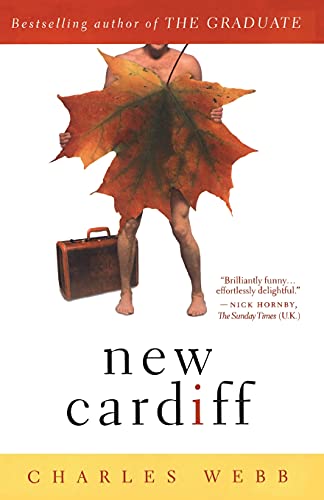 Bestselling author of THE GRADUATE
"Brilliantly funny...
effortlessly delightful."
—NICK HORNBY,
The Sunday Times (U.K.)
new
cardiff
CHARLES WEBB